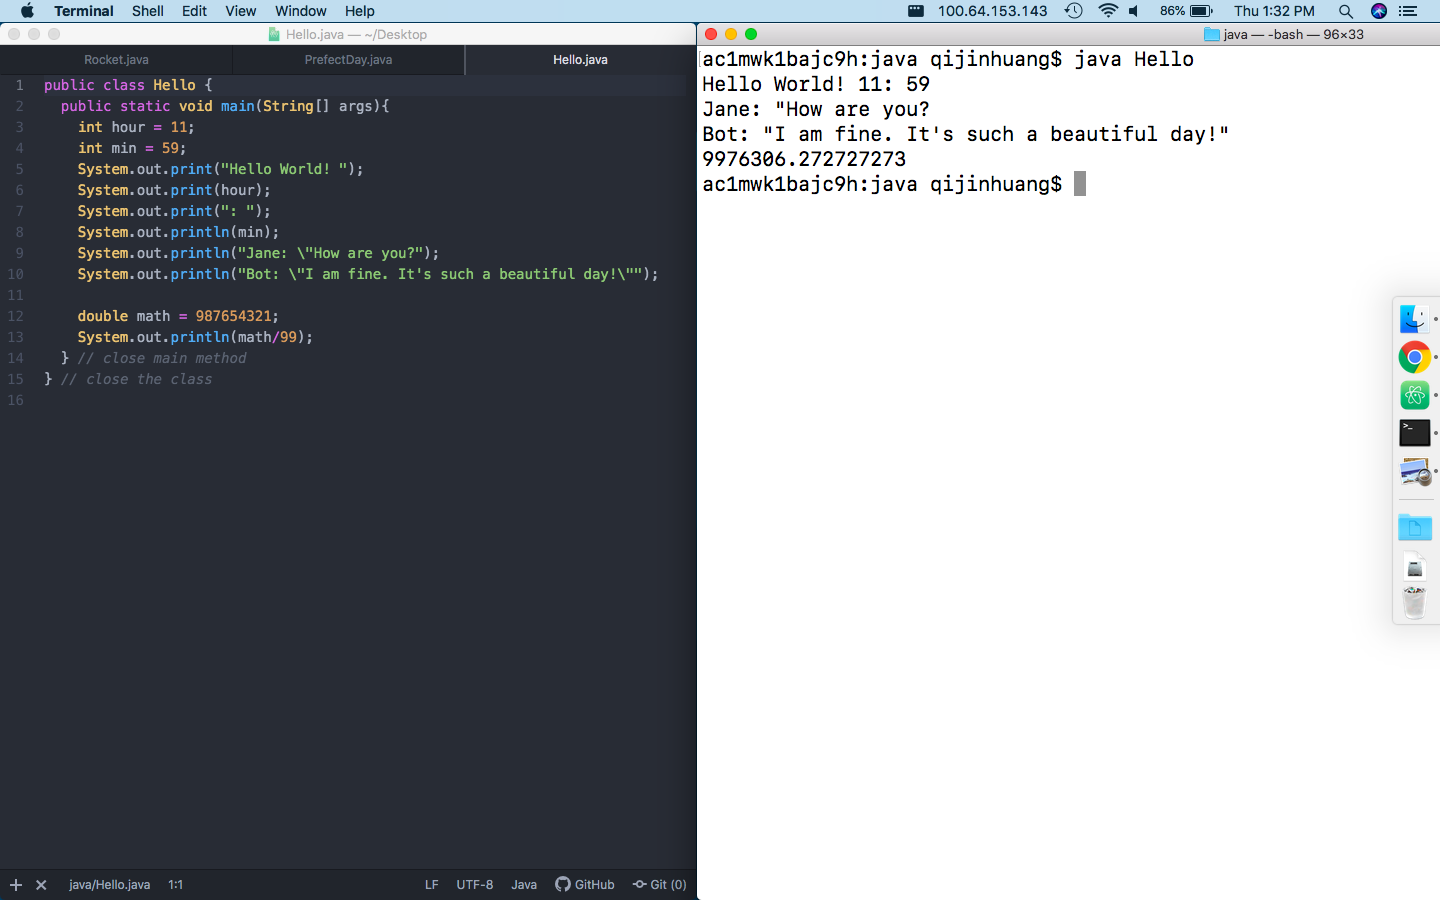 Terminal Shell Edit View Window Help 100.64.153.143 86% Thu 1:32 PM
Hello.java — ~/Desktop
Rocket.java PrefectDay.java Hello.java
1 public class Hello {
2 public static void main(String[] args){
3 int hour = 11;
4 int min = 59;
5 System.out.print("Hello World! ");
6 System.out.print(hour);
7 System.out.print(": ");
8 System.out.println(min);
9 System.out.println("Jane: \"How are you?");
10 System.out.println("Bot: \"I am fine. It's such a beautiful day!\"");
11
12 double math = 987654321;
13 System.out.println(math/99);
14 } // close main method
15 } // close the class
16
java/Hello.java 1:1 LF UTF-8 Java GitHub Git (0)
java — -bash — 96×33
ac1mwk1bajc9h:java qijinhuang$ java Hello
Hello World! 11: 59
Jane: "How are you?
Bot: "I am fine. It's such a beautiful day!"
9976306.272727273
ac1mwk1bajc9h:java qijinhuang$